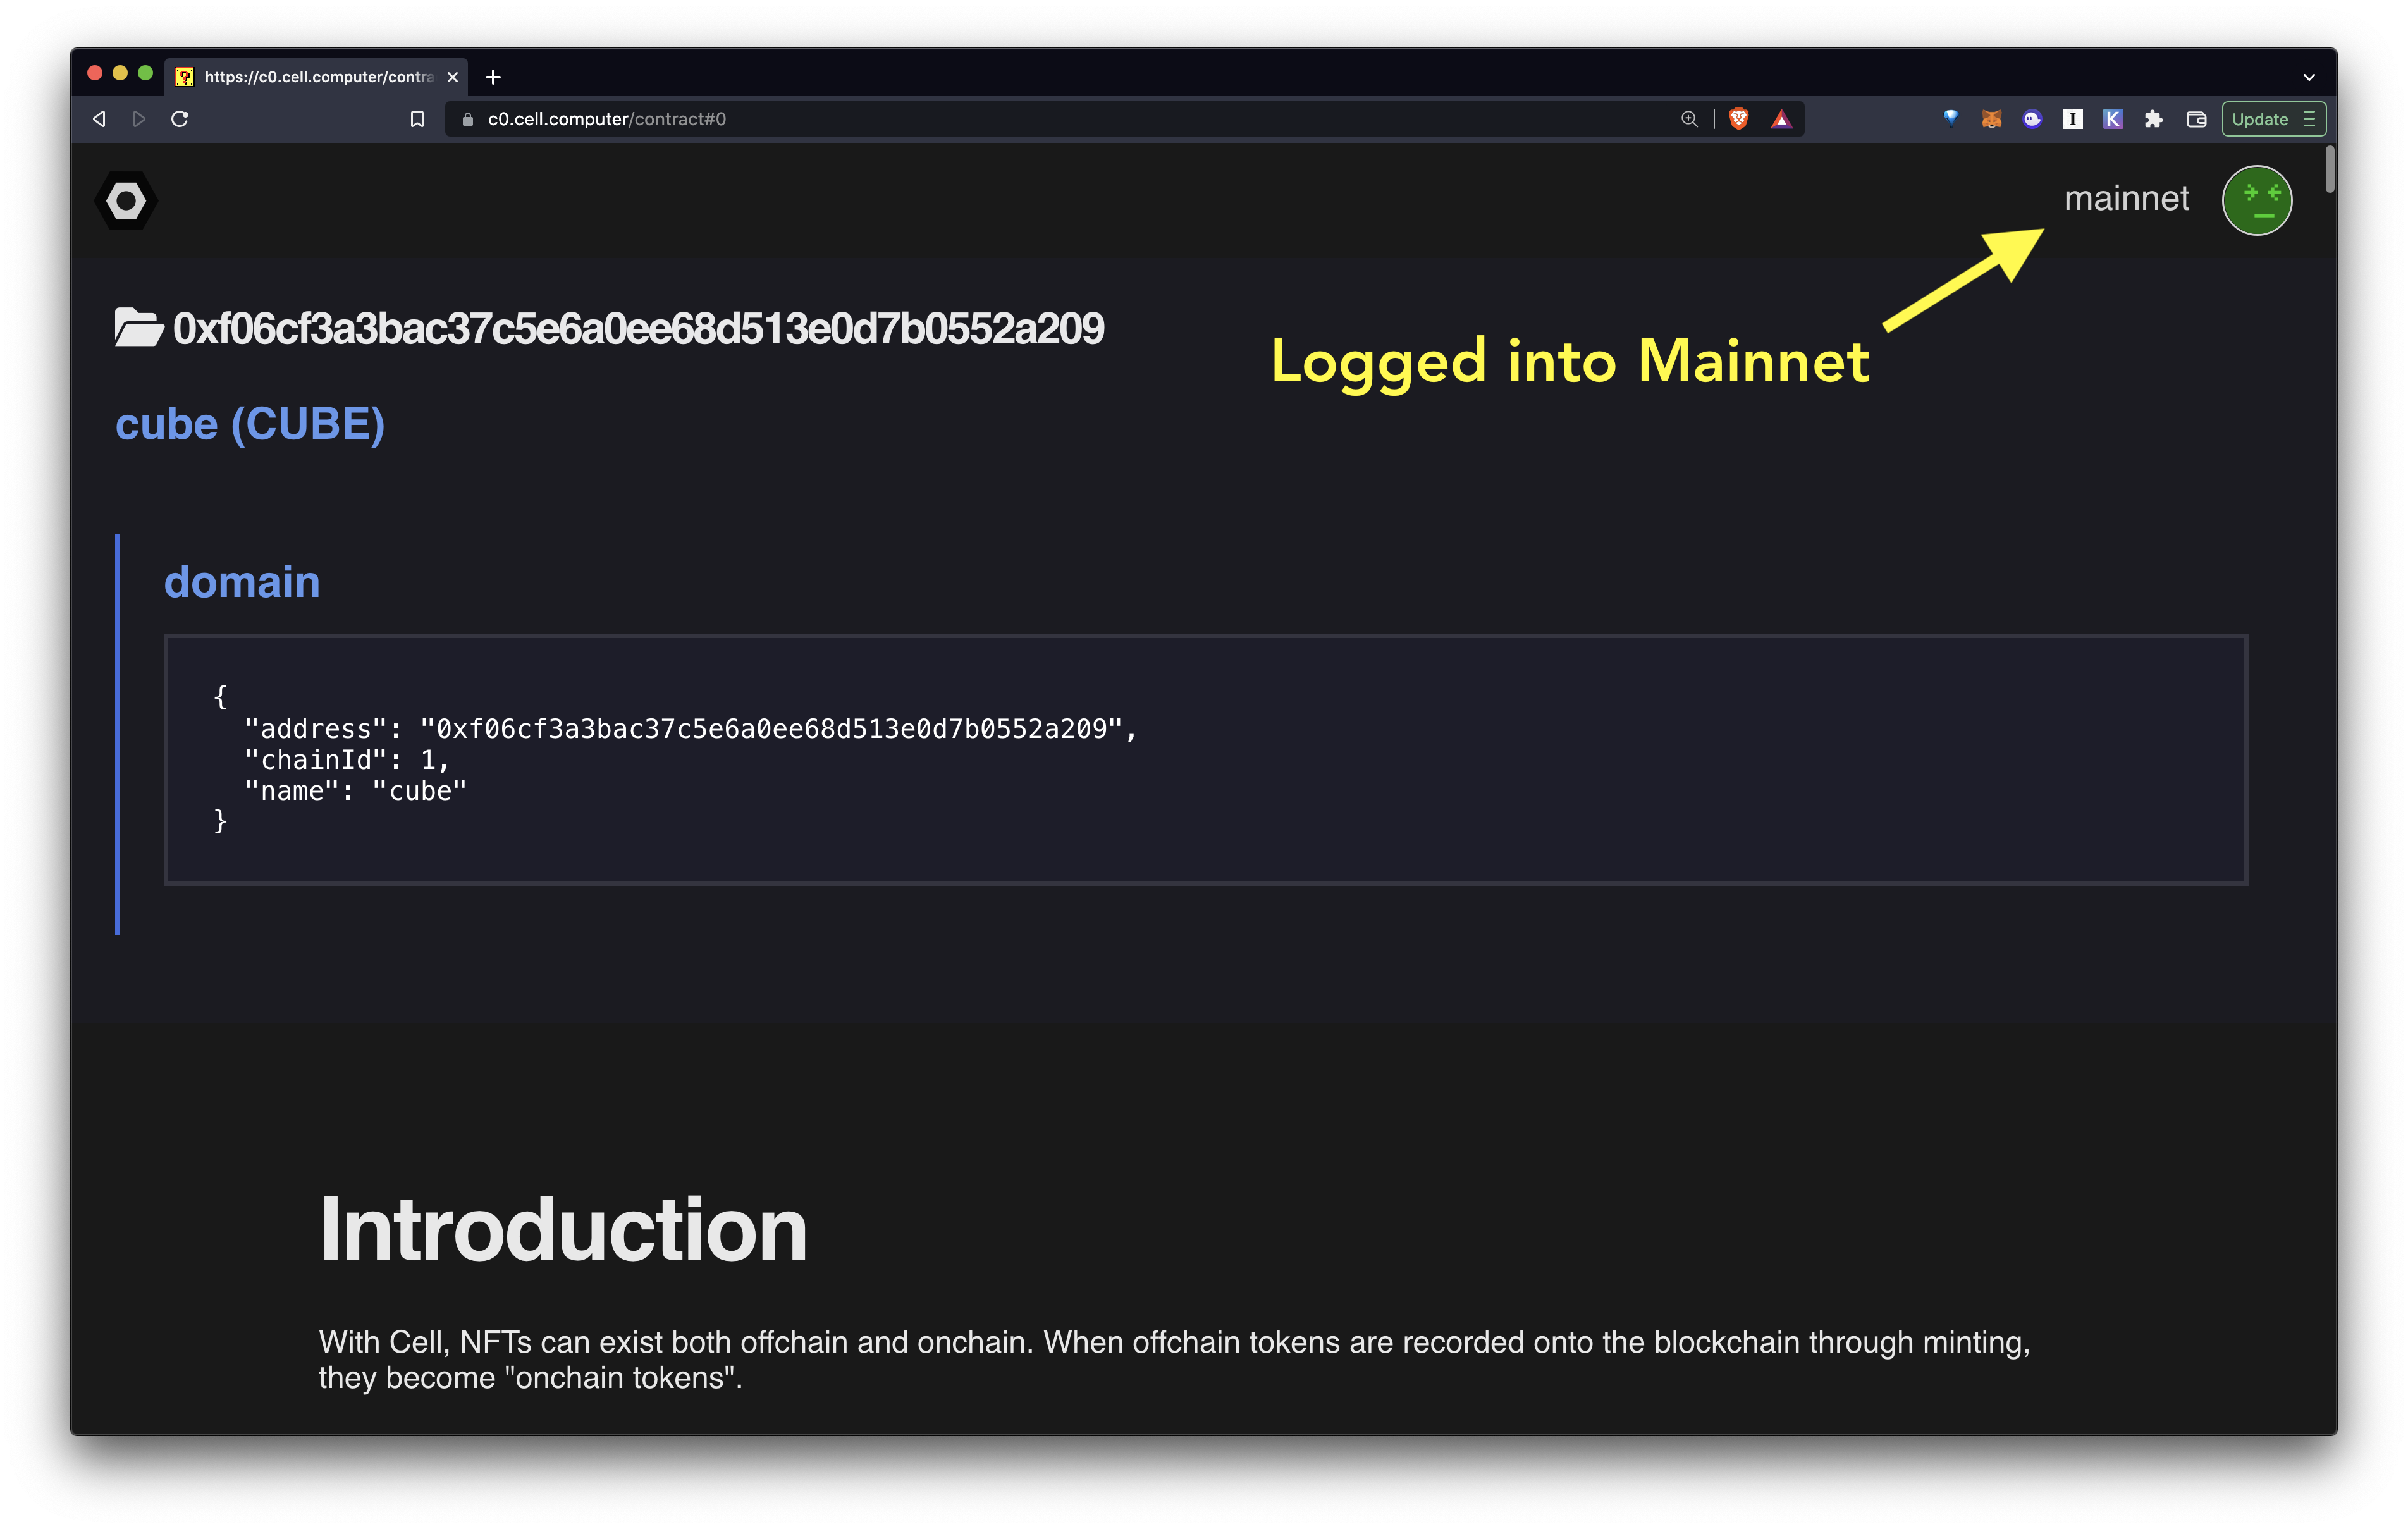 https://c0.cell.computer/contra
c0.cell.computer/contract#0
Update
mainnet
0xf06cf3a3bac37c5e6a0ee68d513e0d7b0552a209
Logged into Mainnet
cube (CUBE)
domain
{
"address": "0xf06cf3a3bac37c5e6a0ee68d513e0d7b0552a209",
"chainId": 1,
"name": "cube"
}
Introduction
With Cell, NFTs can exist both offchain and onchain. When offchain tokens are recorded onto the blockchain through minting,
they become "onchain tokens".